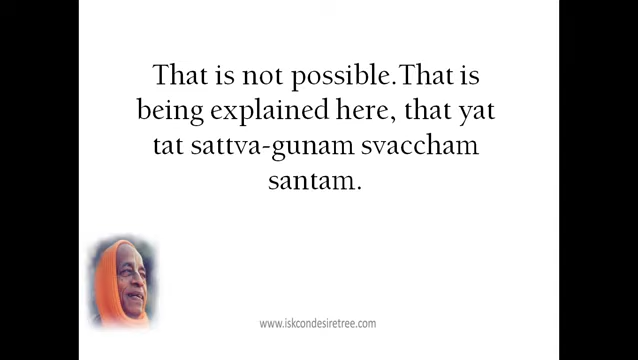 That is not possible.That is
being explained here, that yat
tat sattva-gunam svaccham
santam.
www.iskcondesiretree.com